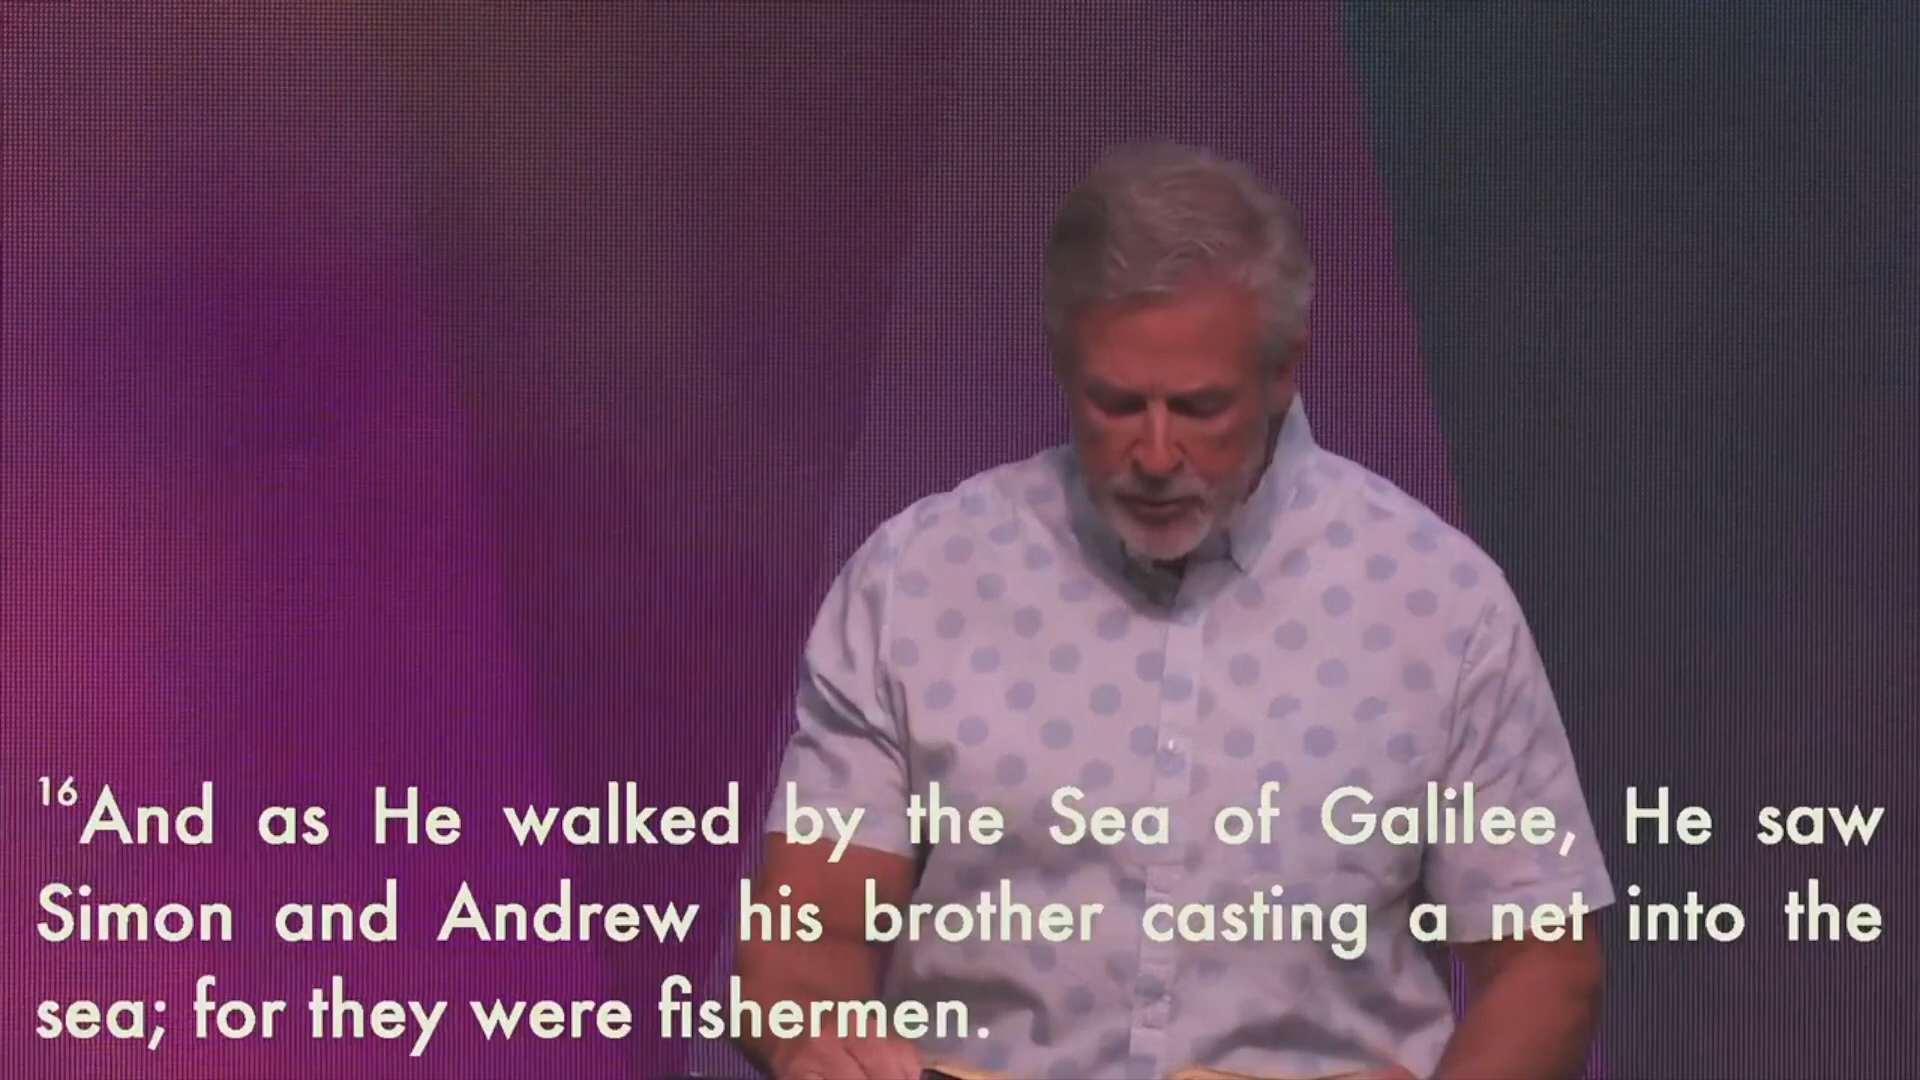 16And as He walked by the Sea of Galilee, He saw
Simon and Andrew his brother casting a net into the
sea; for they were fishermen.